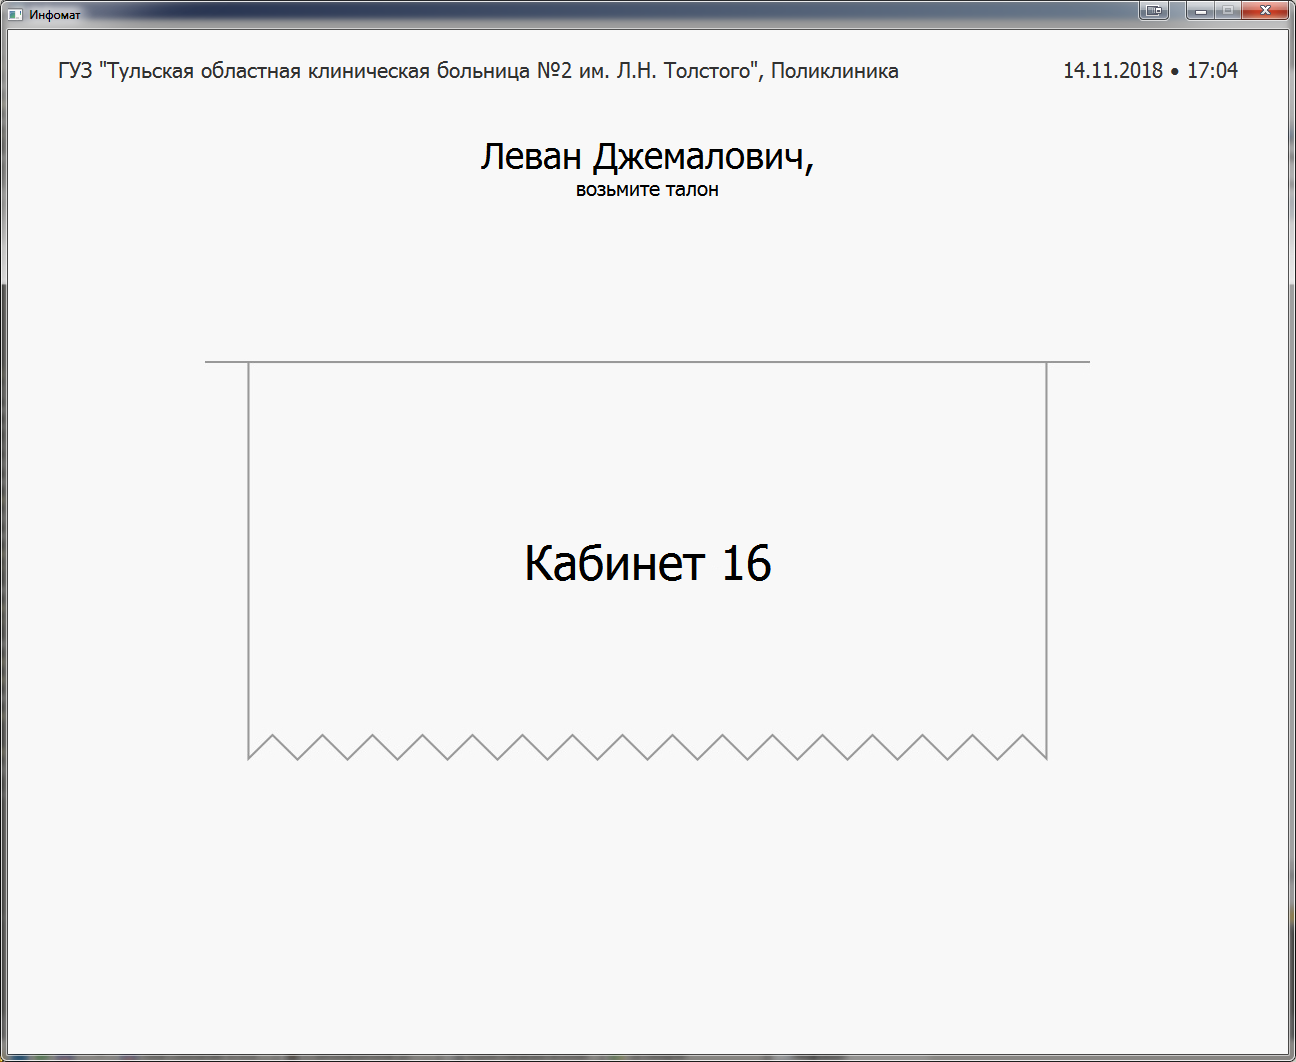 Инфомат
ГУЗ "Тульская областная клиническая больница №2 им. Л.Н. Толстого", Поликлиника
14.11.2018 • 17:04
Леван Джемалович,
возьмите талон
Кабинет 16